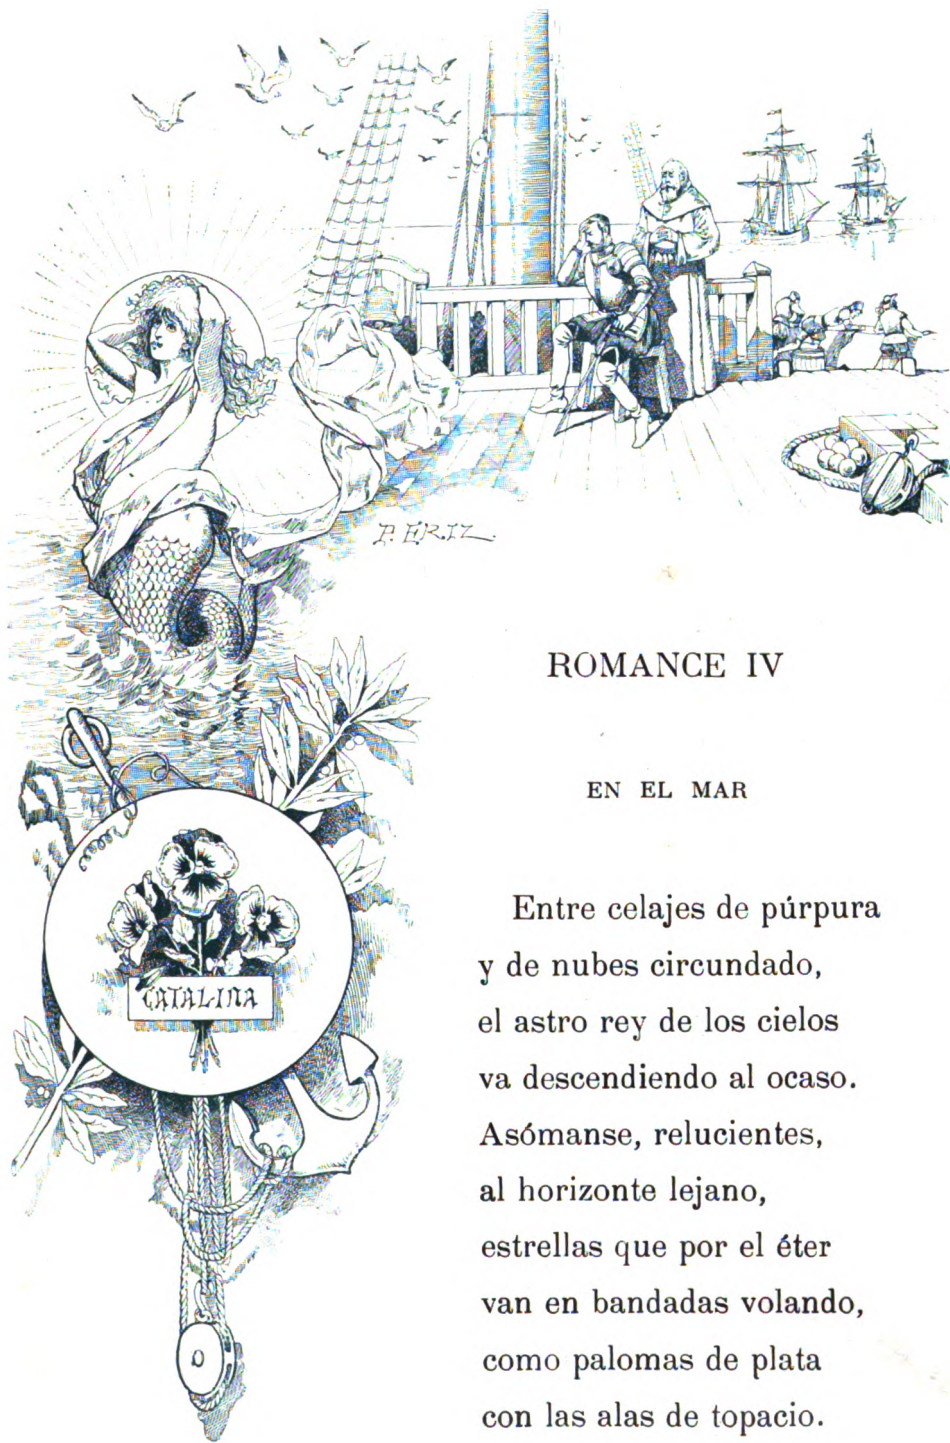 P. ERIZ.
ROMANCE IV
EN EL MAR
Entre celajes de púrpura
y de nubes circundado,
el astro rey de los cielos
va descendiendo al ocaso.
Asómanse, relucientes,
al horizonte lejano,
estrellas que por el éter
van en bandadas volando,
como palomas de plata
con las alas de topacio.
CATALINA